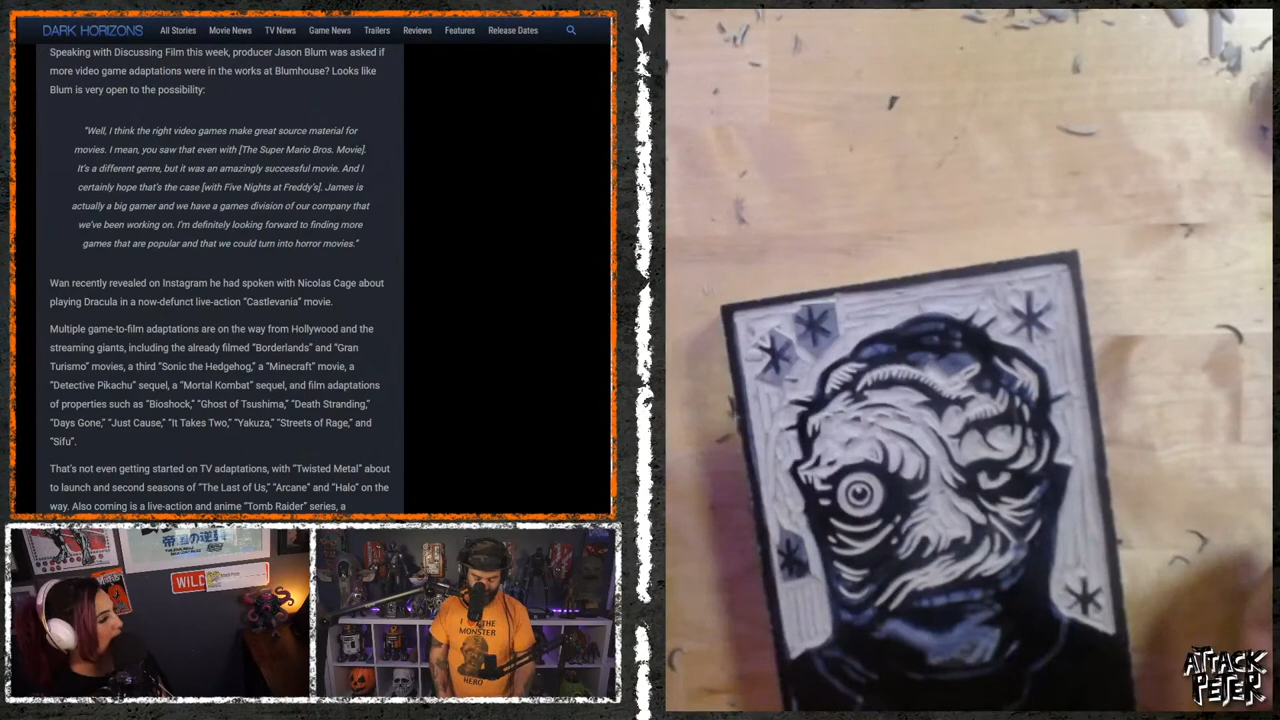 DARK HORIZONS All Stories Movie News TV News Game News Trailers Reviews Features Release Dates
Speaking with Discussing Film this week, producer Jason Blum was asked if
more video game adaptations were in the works at Blumhouse? Looks like
Blum is very open to the possibility:
"Well, I think the right video games make great source material for
movies. I mean, you saw that even with [The Super Mario Bros. Movie].
It's a different genre, but it was an amazingly successful movie. And I
certainly hope that's the case [with Five Nights at Freddy's]. James is
actually a big gamer and we have a games division of our company that
we've been working on. I'm definitely looking forward to finding more
games that are popular and that we could turn into horror movies."
Wan recently revealed on Instagram he had spoken with Nicolas Cage about
playing Dracula in a now-defunct live-action "Castlevania" movie.
Multiple game-to-film adaptations are on the way from Hollywood and the
streaming giants, including the already filmed "Borderlands" and "Gran
Turismo" movies, a third "Sonic the Hedgehog," a "Minecraft" movie, a
"Detective Pikachu" sequel, a "Mortal Kombat" sequel, and film adaptations
of properties such as "Bioshock," "Ghost of Tsushima," "Death Stranding,"
"Days Gone," "Just Cause," "It Takes Two," "Yakuza," "Streets of Rage," and
"Sifu".
That's not even getting started on TV adaptations, with "Twisted Metal" about
to launch and second seasons of "The Last of Us," "Arcane" and "Halo" on the
way. Also coming is a live-action and anime "Tomb Raider" series, a
帝国の逆襲
WILD
THE
MONSTER
HERO
ATTACK
PETER